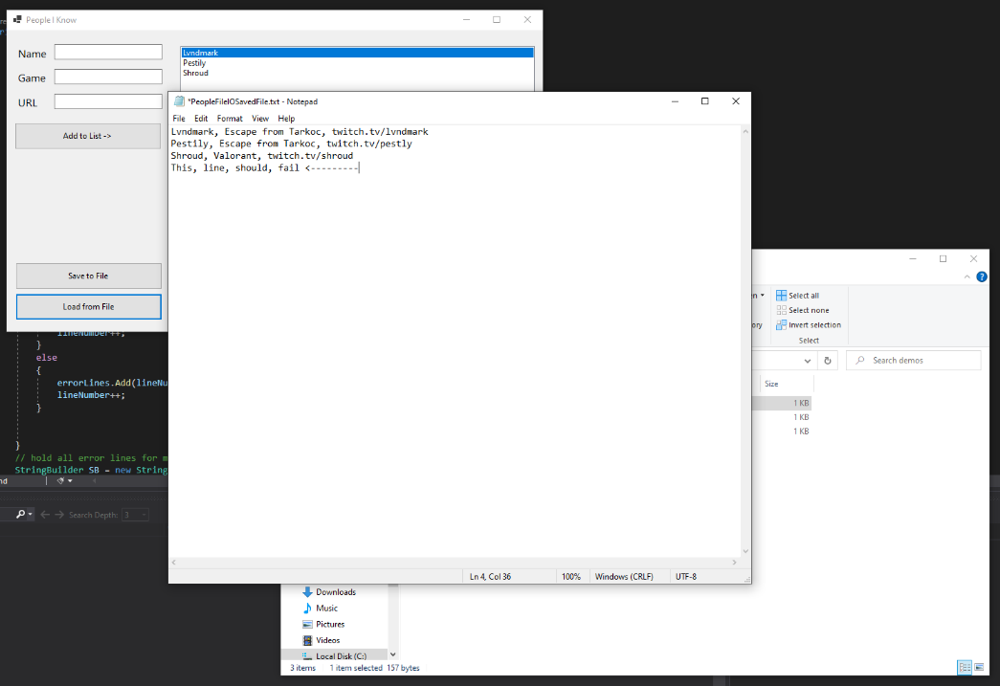 People I Know
Name
Game
URL
Add to List ->
Lvndmark
Pestily
Shroud
Save to File
Load from File
*PeopleFileIOSavedFile.txt - Notepad
File Edit Format View Help
Lvndmark, Escape from Tarkoc, twitch.tv/lvndmark
Pestily, Escape from Tarkoc, twitch.tv/pestly
Shroud, Valorant, twitch.tv/shroud
This, line, should, fail <---------
Ln 4, Col 36 100% Windows (CRLF) UTF-8
lineNumber++;
}
else
{
errorLines.Add(lineNu
lineNumber++;
}
}
// hold all error lines for m
StringBuilder SB = new String
nd
Search Depth: 3
en
ory
Select all
Select none
Invert selection
Select
Search demos
Size
1 KB
1 KB
1 KB
Downloads
Music
Pictures
Videos
Local Disk (C:)
3 items 1 item selected 157 bytes